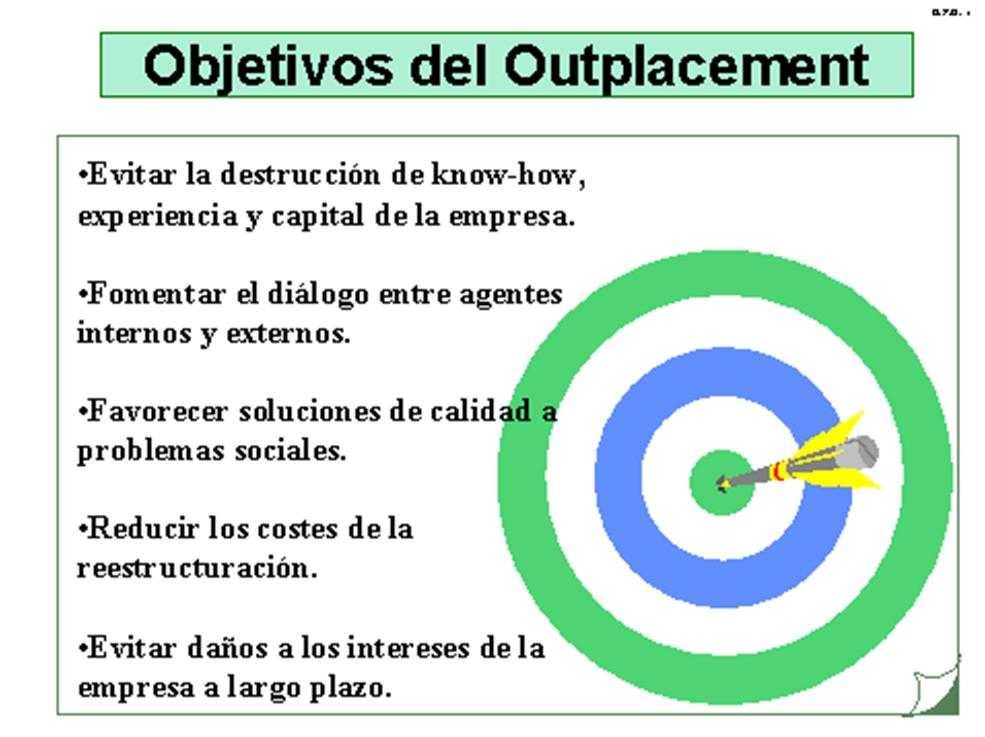 Objetivos del Outplacement
•Evitar la destrucción de know-how,
experiencia y capital de la empresa.
•Fomentar el diálogo entre agentes
internos y externos.
•Favorecer soluciones de calidad a
problemas sociales.
•Reducir los costes de la
reestructuración.
•Evitar daños a los intereses de la
empresa a largo plazo.